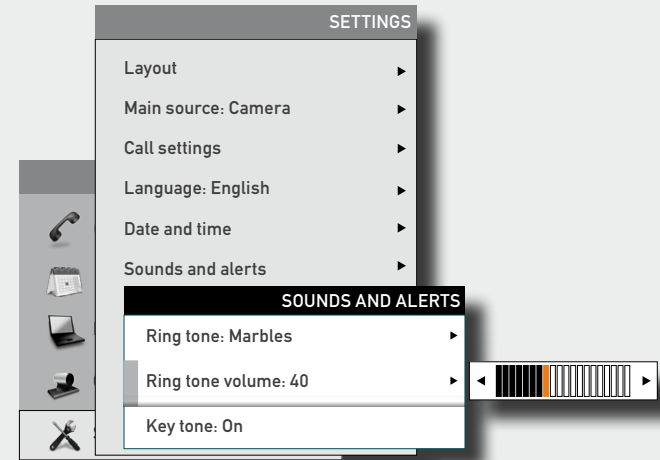 SETTINGS
Layout
Main source: Camera
Call settings
Language: English
Date and time
Sounds and alerts
SOUNDS AND ALERTS
Ring tone: Marbles
Ring tone volume: 40
Key tone: On